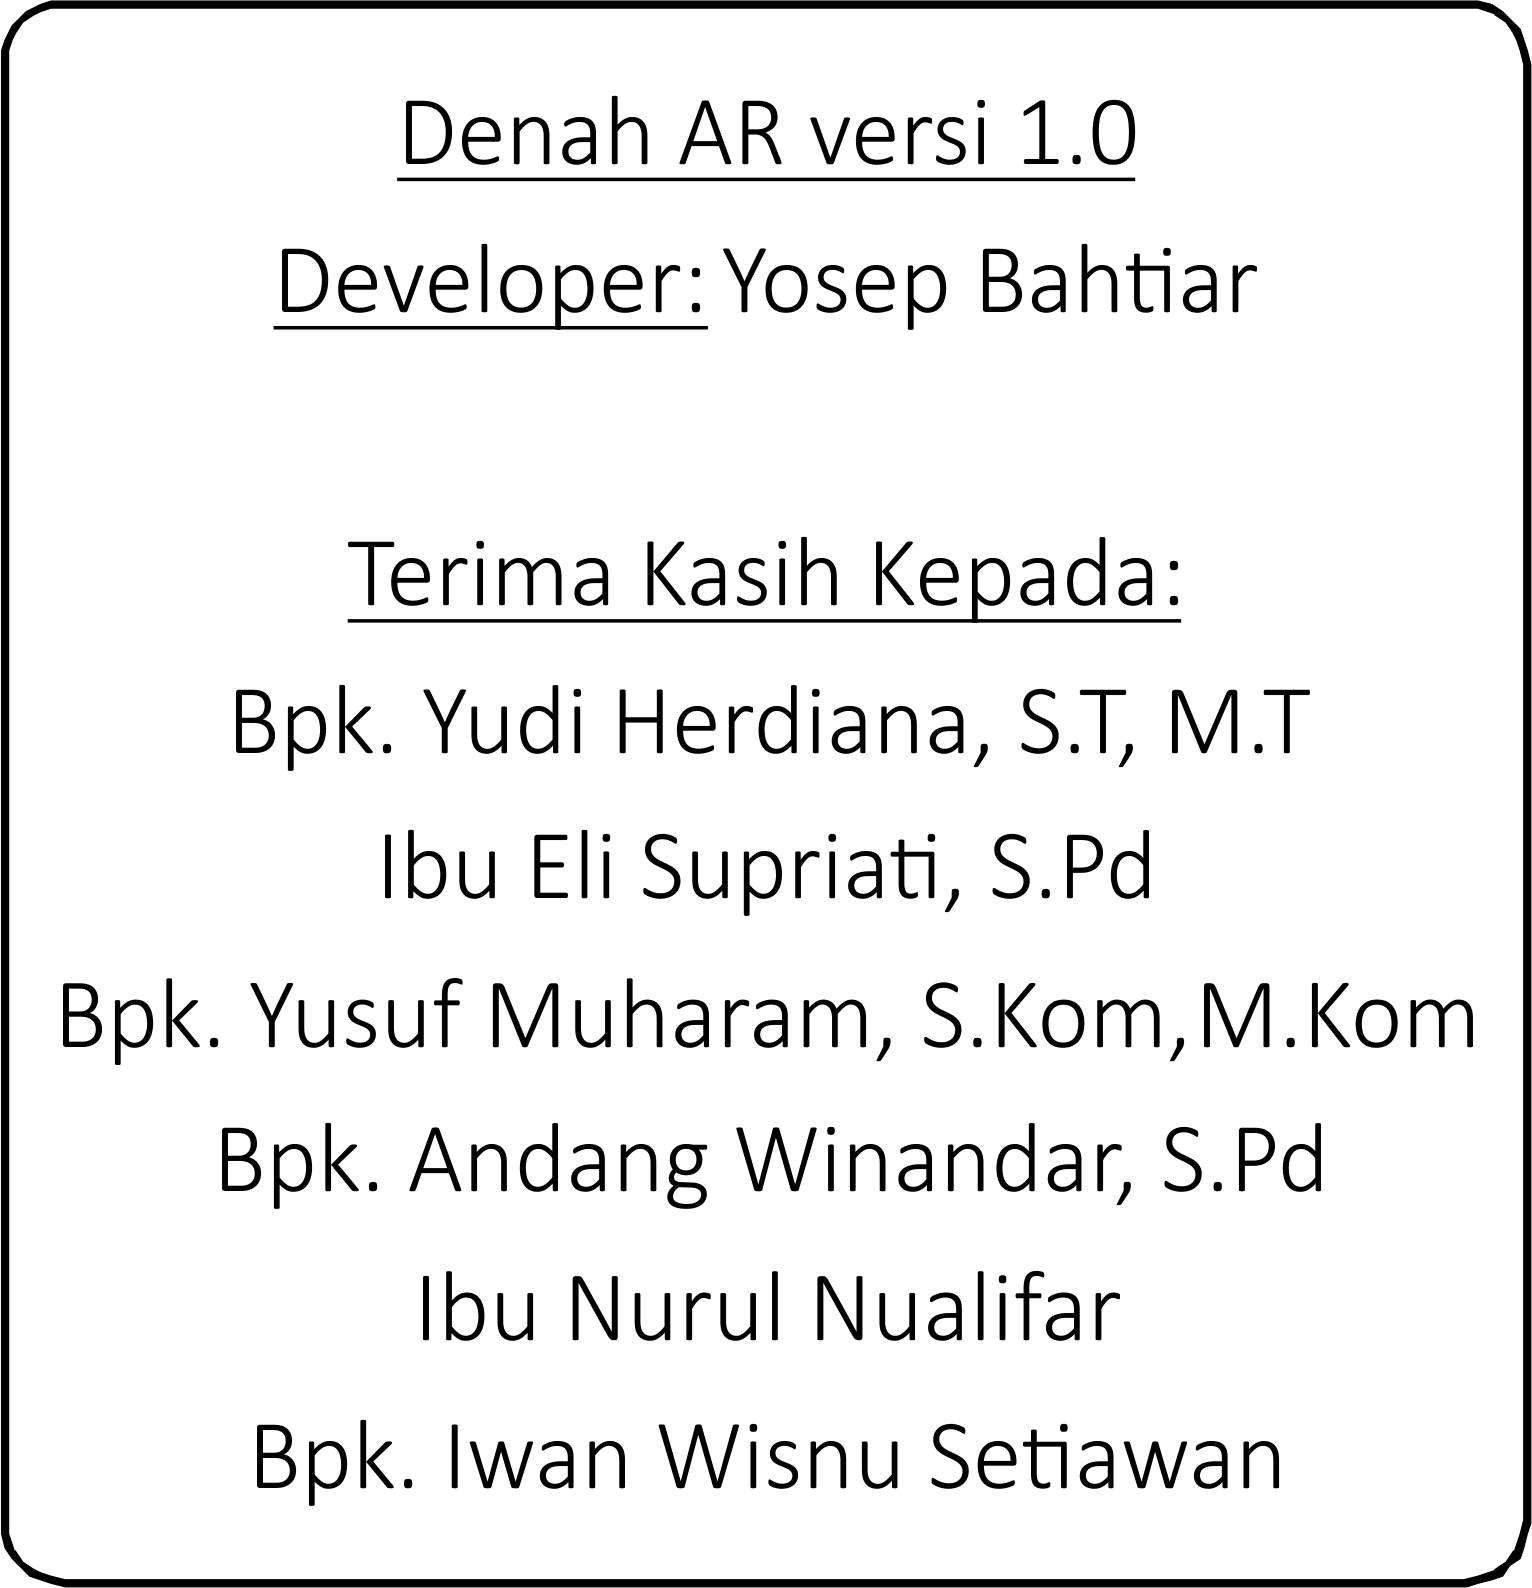 Denah AR versi 1.0
Developer: Yosep Bahtiar
Terima Kasih Kepada:
Bpk. Yudi Herdiana, S.T, M.T
Ibu Eli Supriati, S.Pd
Bpk. Yusuf Muharam, S.Kom,M.Kom
Bpk. Andang Winandar, S.Pd
Ibu Nurul Nualifar
Bpk. Iwan Wisnu Setiawan